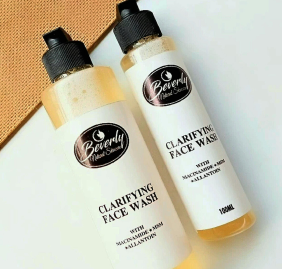 Beverly
Natural Skincare
CLARIFYING
FACE WASH
WITH
NIACINAMIDE • MSM
• ALLANTOIN
Beverly
Natural Skincare
CLARIFYING
FACE WASH
WITH
NIACINAMIDE • MSM
• ALLANTOIN
100ML